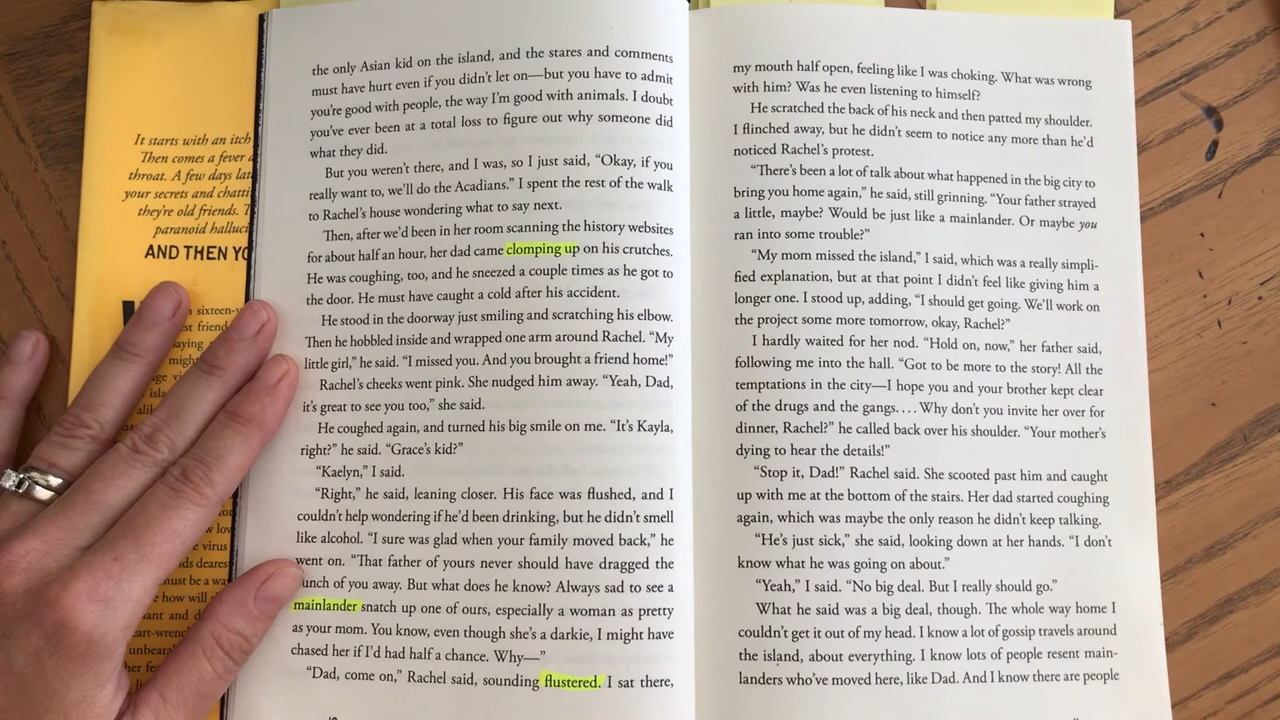 It starts with an itch
Then comes a fever
throat. A few days
your secrets and
they're old friends.
paranoid
AND THEN
sixteen-
best friend
the only Asian kid on the island, and the stares and comments
must have hurt even if you didn't let on—but you have to admit
you're good with people, the way I'm good with animals. I doubt
you've ever been at a total loss to figure out why someone did
what they did.
But you weren't there, and I was, so I just said, “Okay, if you
really want to, we'll do the Acadians.” I spent the rest of the walk
to Rachel's house wondering what to say next.
Then, after we'd been in her room scanning the history websites
for about half an hour, her dad came clomping up on his crutches.
He was coughing, too, and he sneezed a couple times as he got to
the door. He must have caught a cold after his accident.
He stood in the doorway just smiling and scratching his elbow.
Then he hobbled inside and wrapped one arm around Rachel. “My
little girl,” he said. “I missed you. And you brought a friend home!”
Rachel's cheeks went pink. She nudged him away. “Yeah, Dad,
it's great to see you too,” she said.
He coughed again, and turned his big smile on me. “It's Kayla,
right?” he said. “Grace's kid?”
“Kaelyn,” I said.
“Right,” he said, leaning closer. His face was flushed, and I
couldn't help wondering if he'd been drinking, but he didn't smell
like alcohol. “I sure was glad when your family moved back,” he
went on. “That father of yours never should have dragged the
bunch of you away. But what does he know? Always sad to see a
mainlander snatch up one of ours, especially a woman as pretty
as your mom. You know, even though she's a darkie, I might have
chased her if I'd had half a chance. Why—”
“Dad, come on,” Rachel said, sounding flustered. I sat there,
my mouth half open, feeling like I was choking. What was wrong
with him? Was he even listening to himself?
He scratched the back of his neck and then patted my shoulder.
I flinched away, but he didn't seem to notice any more than he'd
noticed Rachel's protest.
“There's been a lot of talk about what happened in the big city to
bring you home again,” he said, still grinning. “Your father strayed
a little, maybe? Would be just like a mainlander. Or maybe you
ran into some trouble?”
“My mom missed the island,” I said, which was a really simpli-
fied explanation, but at that point I didn't feel like giving him a
longer one. I stood up, adding, “I should get going. We'll work on
the project some more tomorrow, okay, Rachel?”
I hardly waited for her nod. “Hold on, now,” her father said,
following me into the hall. “Got to be more to the story! All the
temptations in the city—I hope you and your brother kept clear
of the drugs and the gangs. . . . Why don't you invite her over for
dinner, Rachel?” he called back over his shoulder. “Your mother's
dying to hear the details!”
“Stop it, Dad!” Rachel said. She scooted past him and caught
up with me at the bottom of the stairs. Her dad started coughing
again, which was maybe the only reason he didn't keep talking.
“He's just sick,” she said, looking down at her hands. “I don't
know what he was going on about.”
“Yeah,” I said. “No big deal. But I really should go.”
What he said was a big deal, though. The whole way home I
couldn't get it out of my head. I know a lot of gossip travels around
the island, about everything. I know lots of people resent main-
landers who've moved here, like Dad. And I know there are people